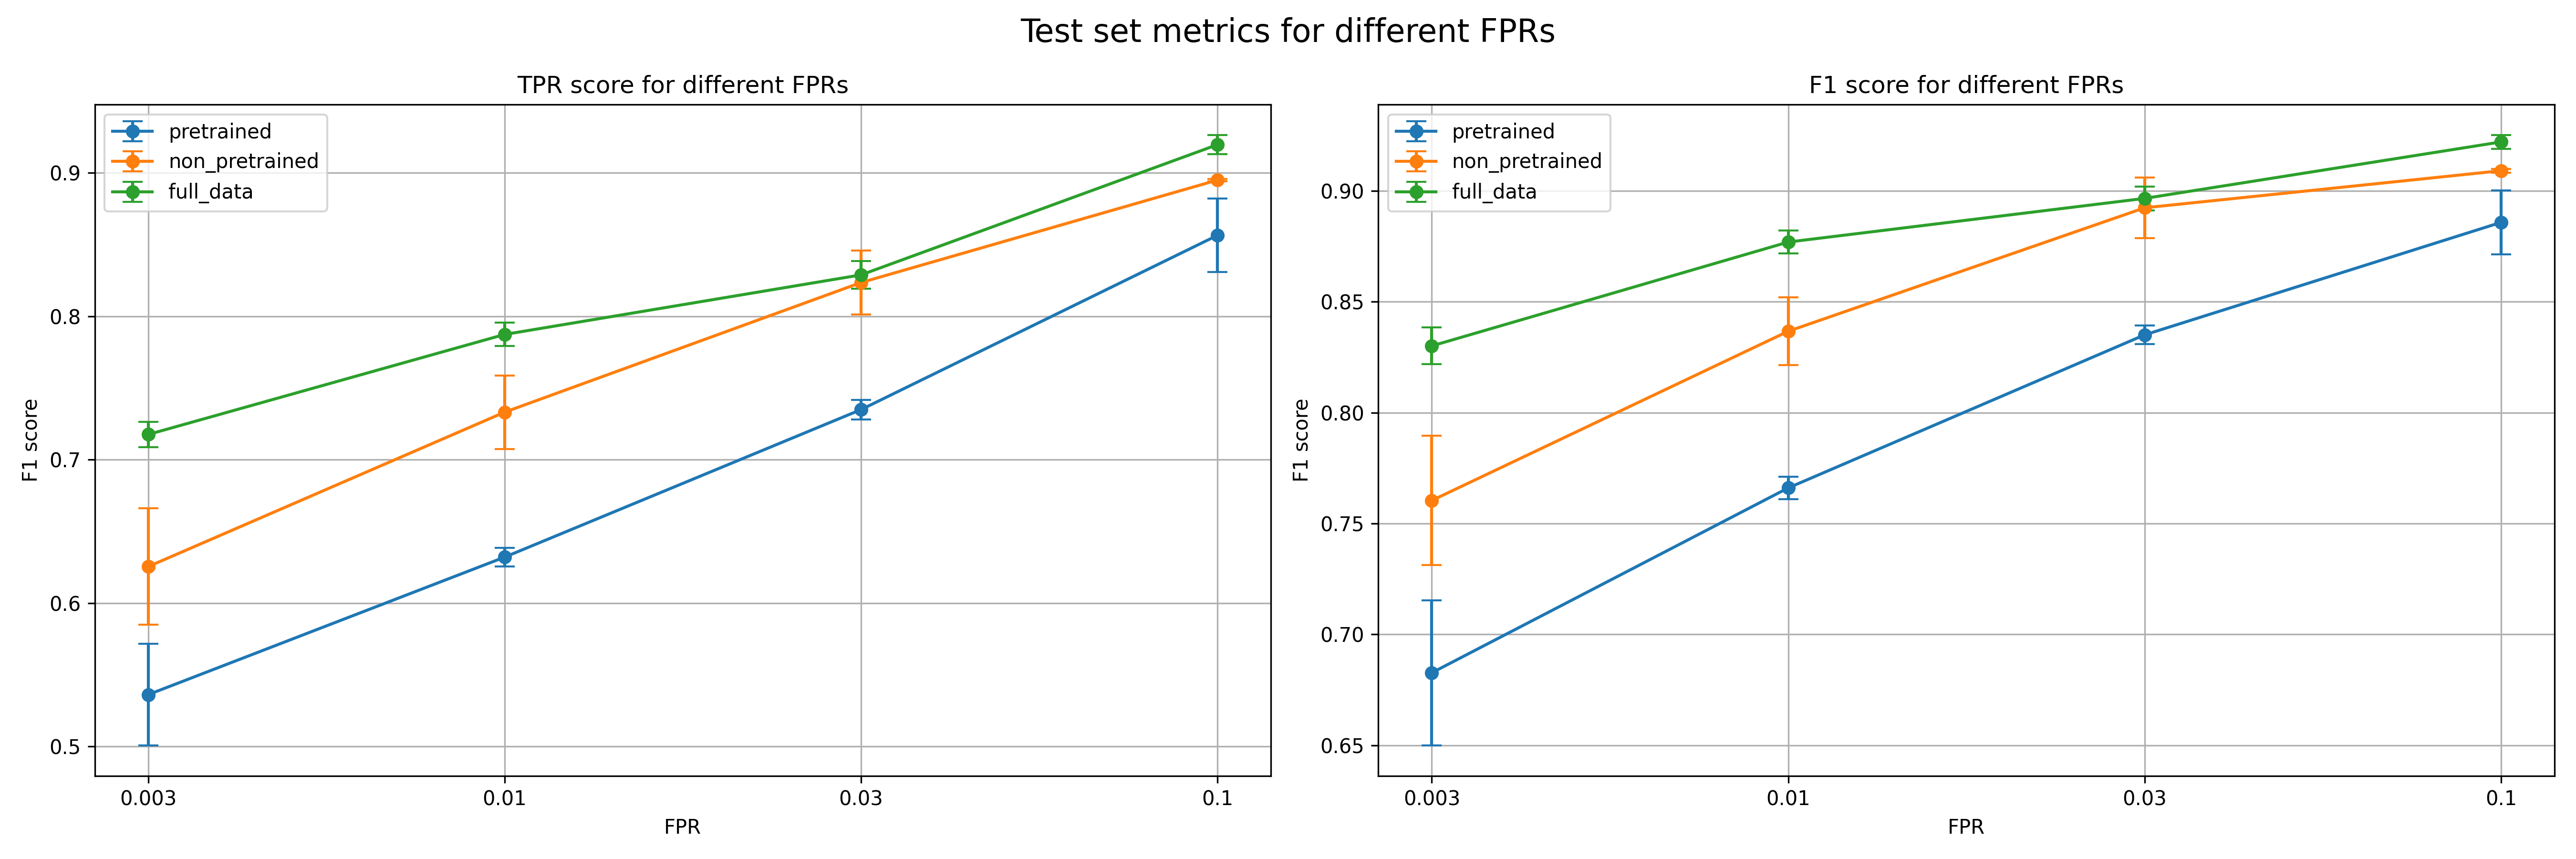 Test set metrics for different FPRs
TPR score for different FPRs
pretrained
non_pretrained
full_data
0.9
0.8
0.7
0.6
0.5
F1 score
0.003
0.01
0.03
0.1
FPR
F1 score for different FPRs
pretrained
non_pretrained
full_data
0.90
0.85
0.80
0.75
0.70
0.65
F1 score
0.003
0.01
0.03
0.1
FPR